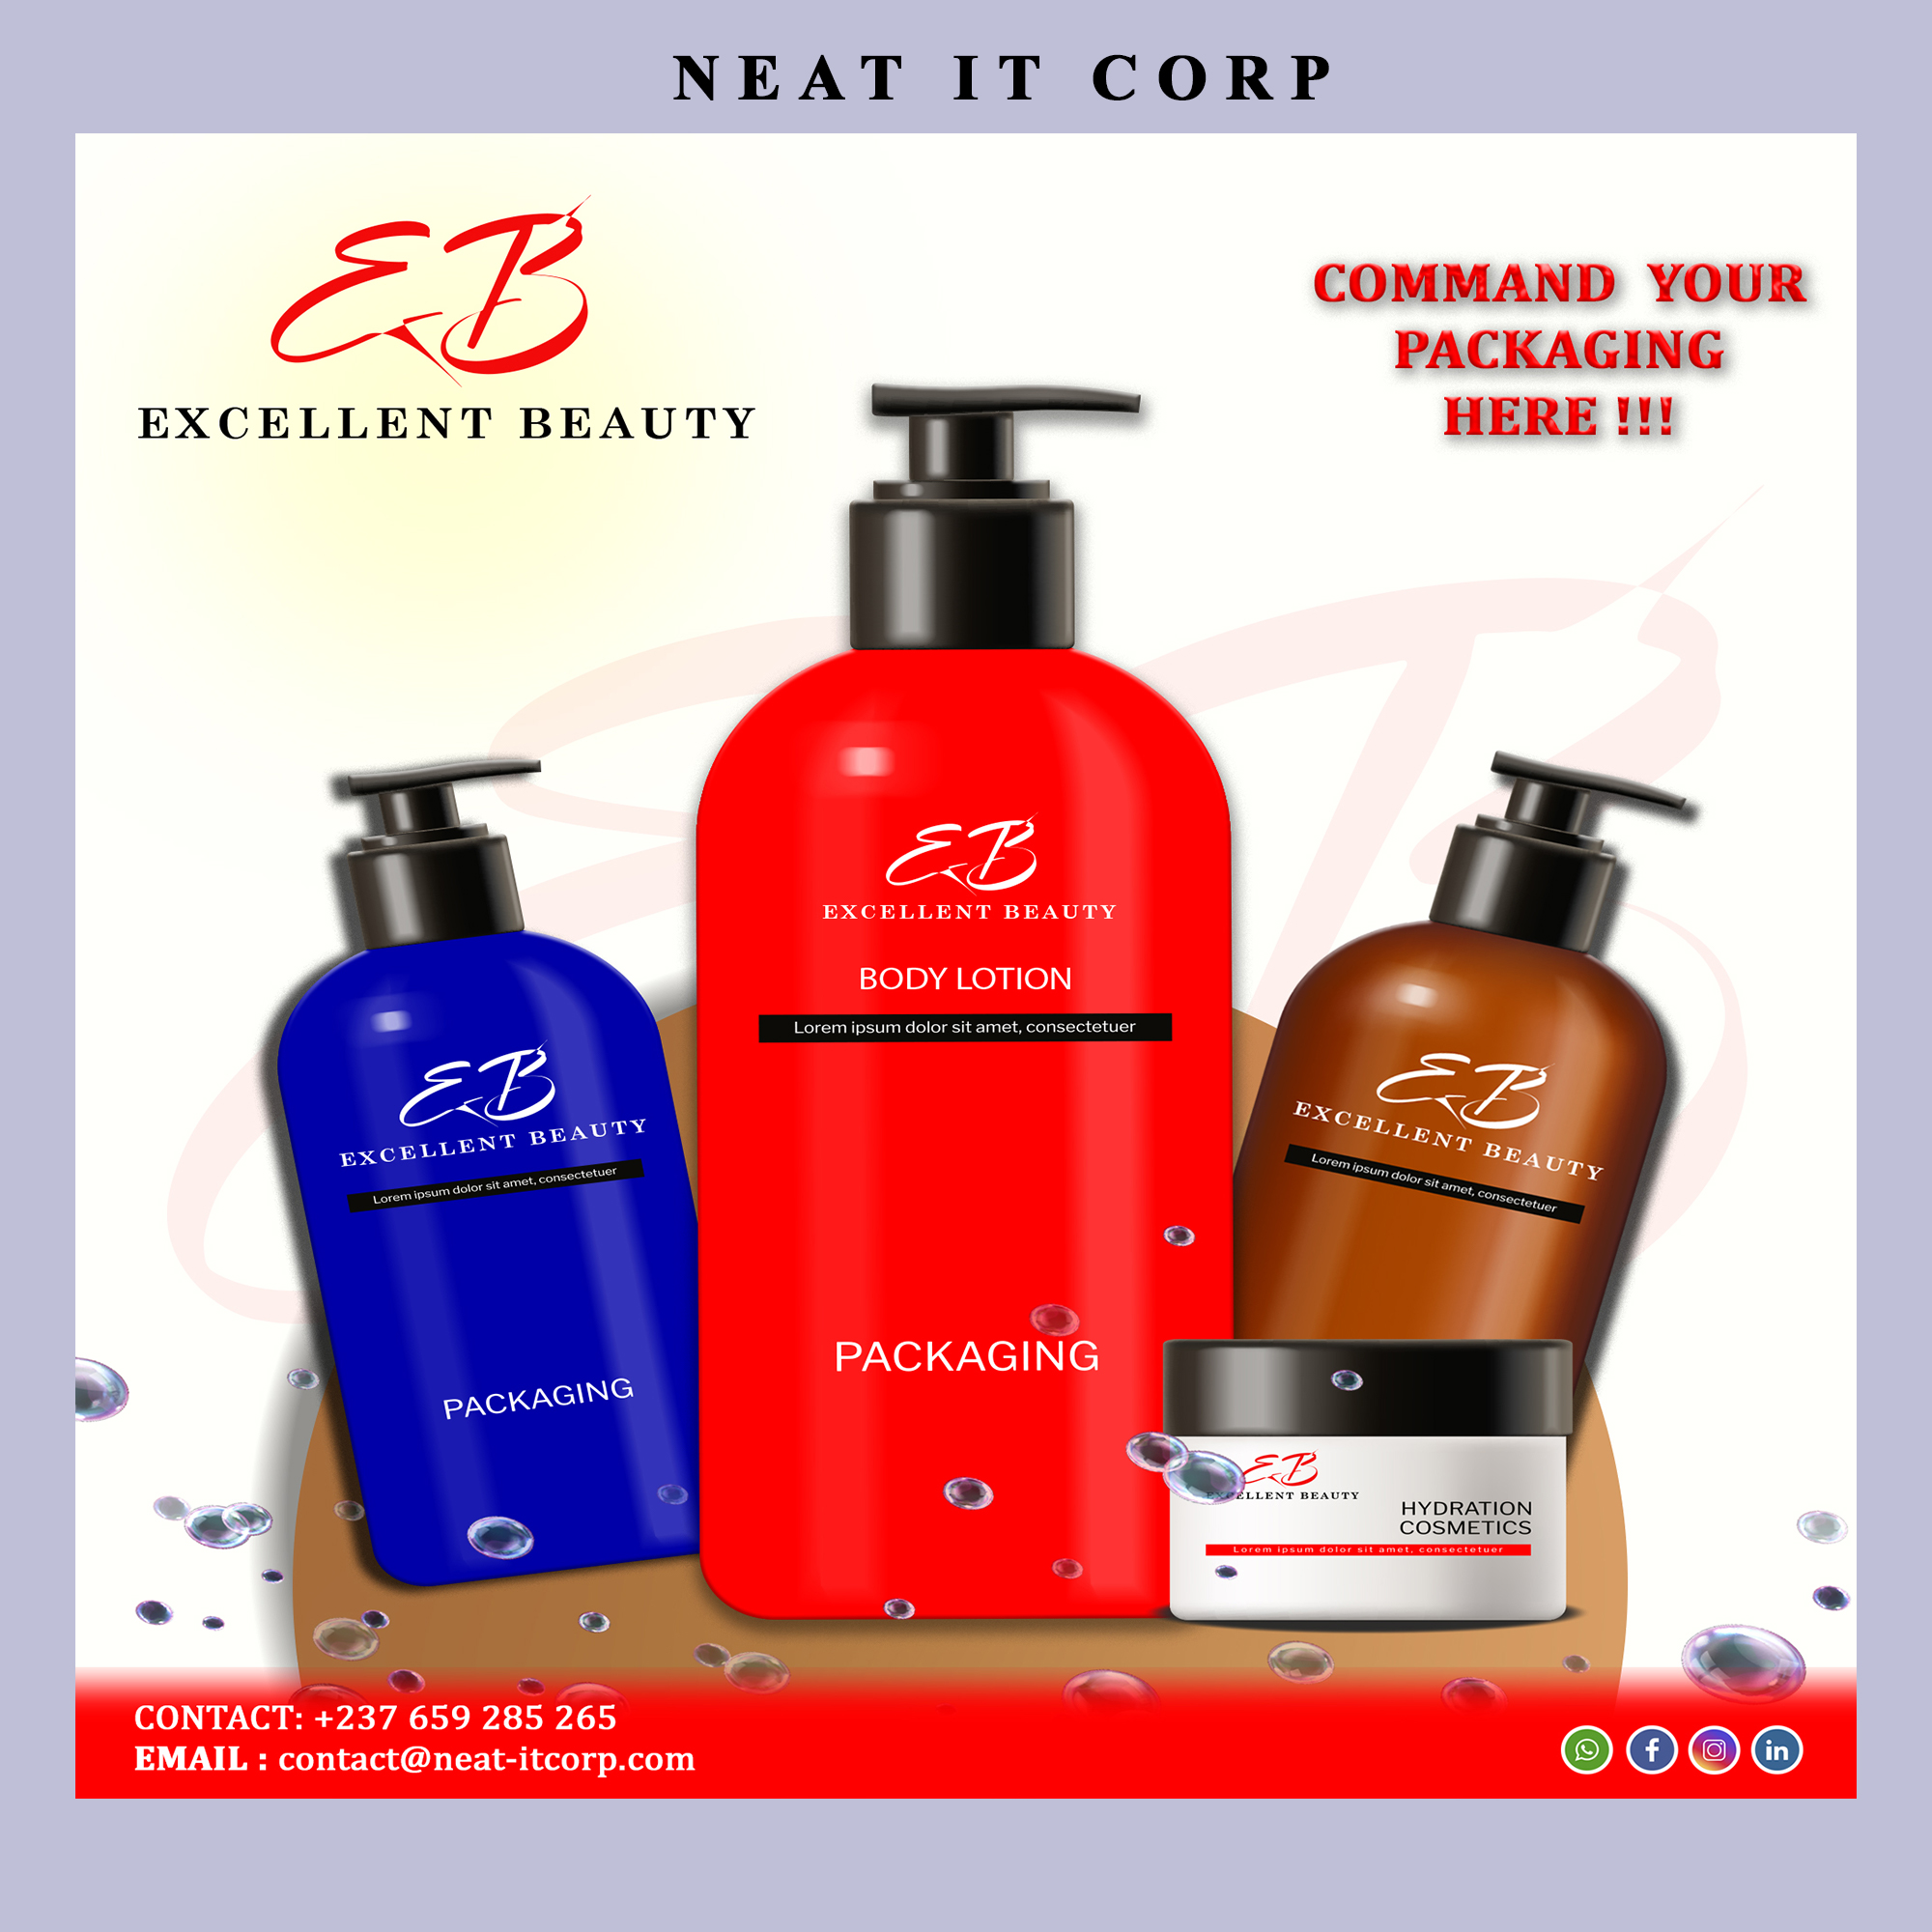 NEAT IT CORP
EB
EXCELLENT BEAUTY
COMMAND YOUR
PACKAGING
HERE !!!
EB
EXCELLENT BEAUTY
Lorem ipsum dolor sit amet, consectetuer
PACKAGING
EB
EXCELLENT BEAUTY
BODY LOTION
Lorem ipsum dolor sit amet, consectetuer
PACKAGING
EB
EXCELLENT BEAUTY
Lorem ipsum dolor sit amet, consectetuer
EB
EXCELLENT BEAUTY
HYDRATION
COSMETICS
Lorem ipsum dolor sit amet, consectetuer
CONTACT: +237 659 285 265
EMAIL : contact@neat-itcorp.com